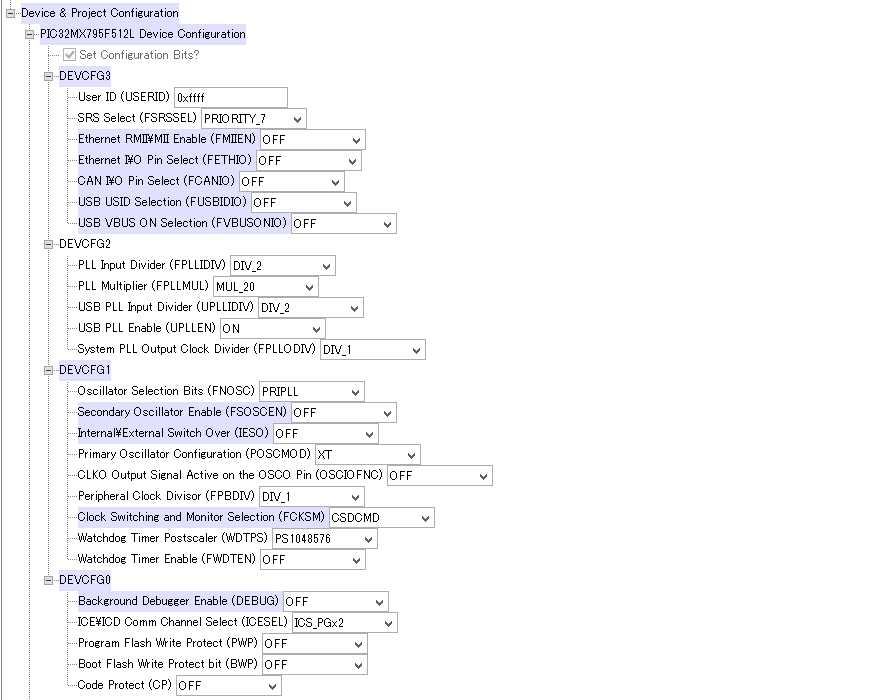 Device & Project Configuration
PIC32MX795F512L Device Configuration
Set Configuration Bits?
DEVCFG3
User ID (USERID) 0xffff
SRS Select (FSRSSEL) PRIORITY_7
Ethernet RMII¥MII Enable (FMIIEN) OFF
Ethernet I¥O Pin Select (FETHIO) OFF
CAN I¥O Pin Select (FCANIO) OFF
USB USID Selection (FUSBIDIO) OFF
USB VBUS ON Selection (FVBUSONIO) OFF
DEVCFG2
PLL Input Divider (FPLLIDIV) DIV_2
PLL Multiplier (FPLLMUL) MUL_20
USB PLL Input Divider (UPLLIDIV) DIV_2
USB PLL Enable (UPLLEN) ON
System PLL Output Clock Divider (FPLLODIV) DIV_1
DEVCFG1
Oscillator Selection Bits (FNOSC) PRIPLL
Secondary Oscillator Enable (FSOSCEN) OFF
Internal¥External Switch Over (IESO) OFF
Primary Oscillator Configuration (POSCMOD) XT
CLKO Output Signal Active on the OSCO Pin (OSCIOFNC) OFF
Peripheral Clock Divisor (FPBDIV) DIV_1
Clock Switching and Monitor Selection (FCKSM) CSDCMD
Watchdog Timer Postscaler (WDTPS) PS1048576
Watchdog Timer Enable (FWDTEN) OFF
DEVCFG0
Background Debugger Enable (DEBUG) OFF
ICE¥ICD Comm Channel Select (ICESEL) ICS_PGx2
Program Flash Write Protect (PWP) OFF
Boot Flash Write Protect bit (BWP) OFF
Code Protect (CP) OFF